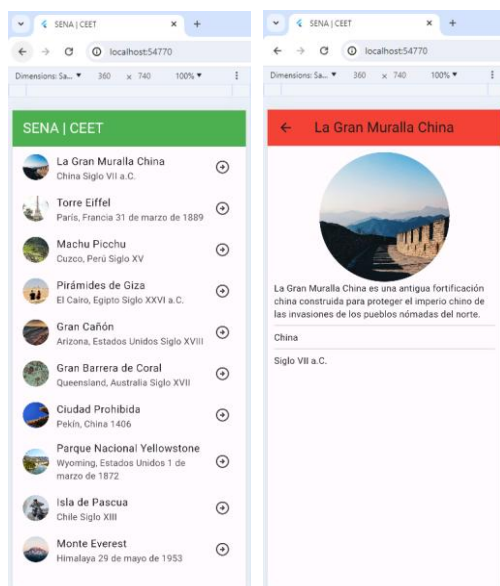 SENA | CEET
localhost:54770
Dimensions: Sa... 360 x 740 100%
SENA | CEET
La Gran Muralla China
China Siglo VII a.C.
Torre Eiffel
París, Francia 31 de marzo de 1889
Machu Picchu
Cuzco, Perú Siglo XV
Pirámides de Giza
El Cairo, Egipto Siglo XXVI a.C.
Gran Cañón
Arizona, Estados Unidos Siglo XVIII
Gran Barrera de Coral
Queensland, Australia Siglo XVII
Ciudad Prohibida
Pekín, China 1406
Parque Nacional Yellowstone
Wyoming, Estados Unidos 1 de
marzo de 1872
Isla de Pascua
Chile Siglo XIII
Monte Everest
Himalaya 29 de mayo de 1953
SENA | CEET
localhost:54770
Dimensions: Sa... 360 x 740 100%
La Gran Muralla China
La Gran Muralla China es una antigua fortificación
china construida para proteger el imperio chino de
las invasiones de los pueblos nómadas del norte.
China
Siglo VII a.C.